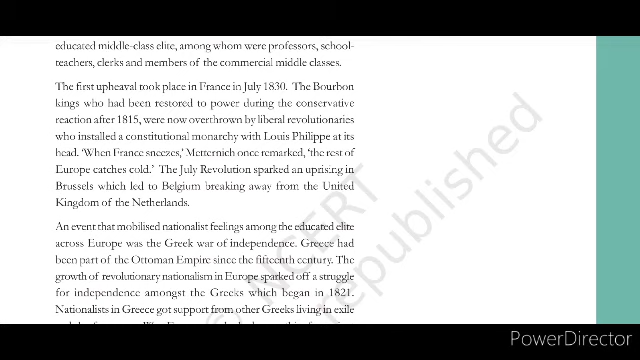 educated middle-class elite, among whom were professors, school-
teachers, clerks and members of the commercial middle classes.
The first upheaval took place in France in July 1830. The Bourbon
kings who had been restored to power during the conservative
reaction after 1815, were now overthrown by liberal revolutionaries
who installed a constitutional monarchy with Louis Philippe at its
head. ‘When France sneezes,’ Metternich once remarked, ‘the rest of
Europe catches cold.’ The July Revolution sparked an uprising in
Brussels which led to Belgium breaking away from the United
Kingdom of the Netherlands.
An event that mobilised nationalist feelings among the educated elite
across Europe was the Greek war of independence. Greece had
been part of the Ottoman Empire since the fifteenth century. The
growth of revolutionary nationalism in Europe sparked off a struggle
for independence amongst the Greeks which began in 1821.
Nationalists in Greece got support from other Greeks living in exile
© NCERT
republished
PowerDirector